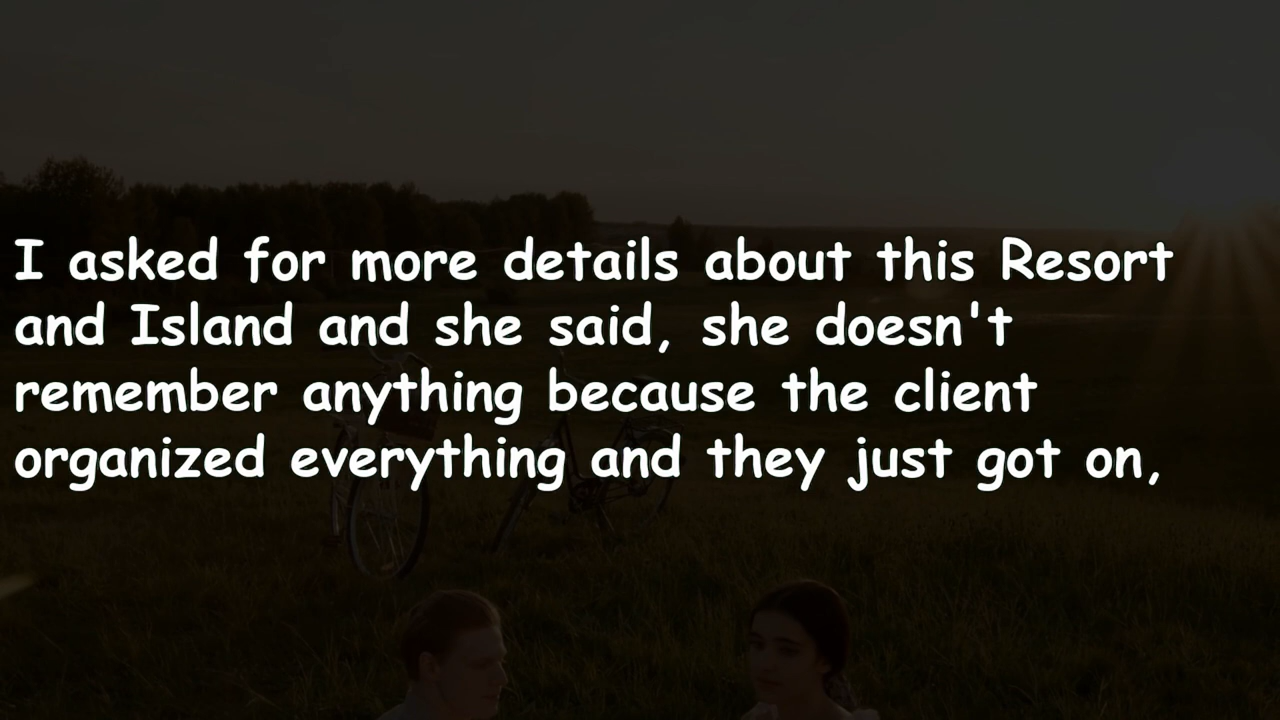 I asked for more details about this Resort
and Island and she said, she doesn't
remember anything because the client
organized everything and they just got on,